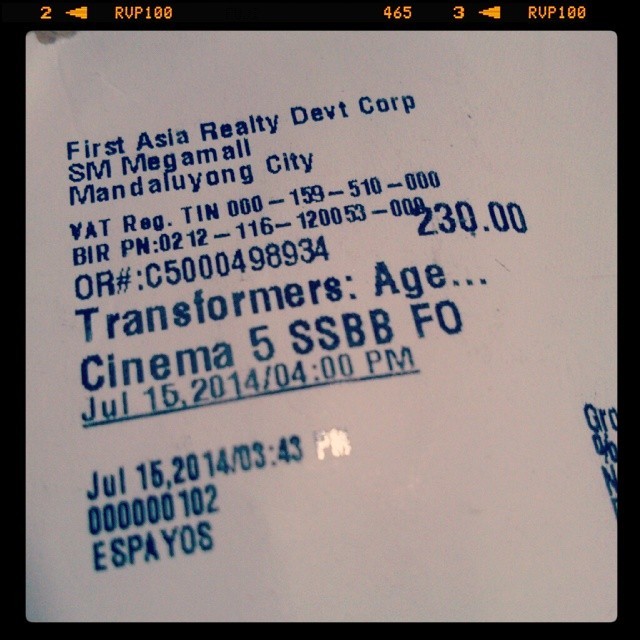 2 ◀ RVP100 465 3 ◀ RVP100
First Asia Realty Devt Corp
SM Megamall
Mandaluyong City
VAT Reg. TIN 000-159-510-000
BIR PN:0212-116-120053-000
230.00
OR#:C5000498934
Transformers: Age...
Cinema 5 SSBB FO
Jul 15,2014/04:00 PM
Jul 15,2014/03:43 PM
000000102
ESPAYOS